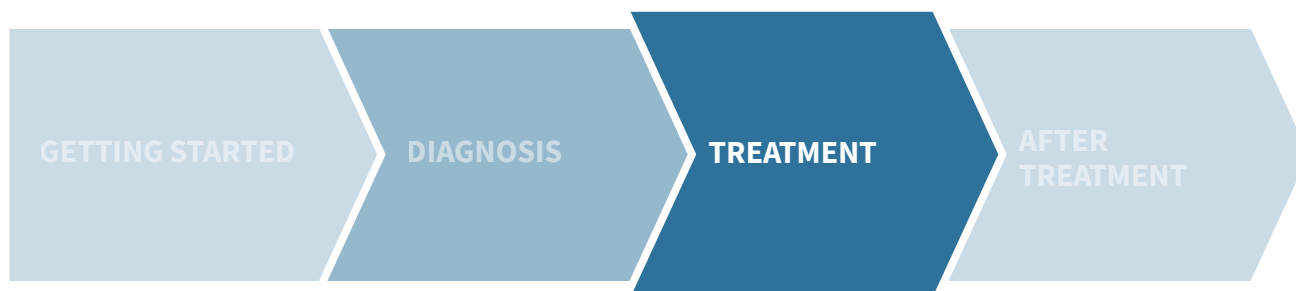 GETTING STARTED
DIAGNOSIS
TREATMENT
AFTER
TREATMENT